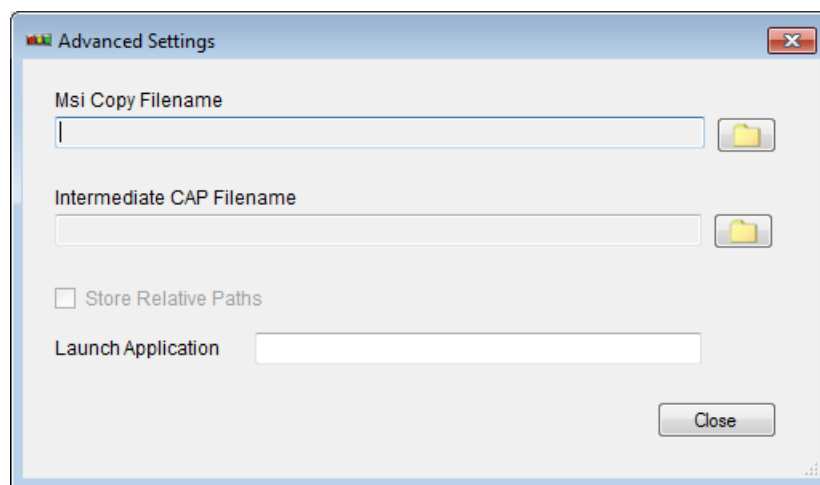 Advanced Settings
Msi Copy Filename
Intermediate CAP Filename
Store Relative Paths
Launch Application
Close